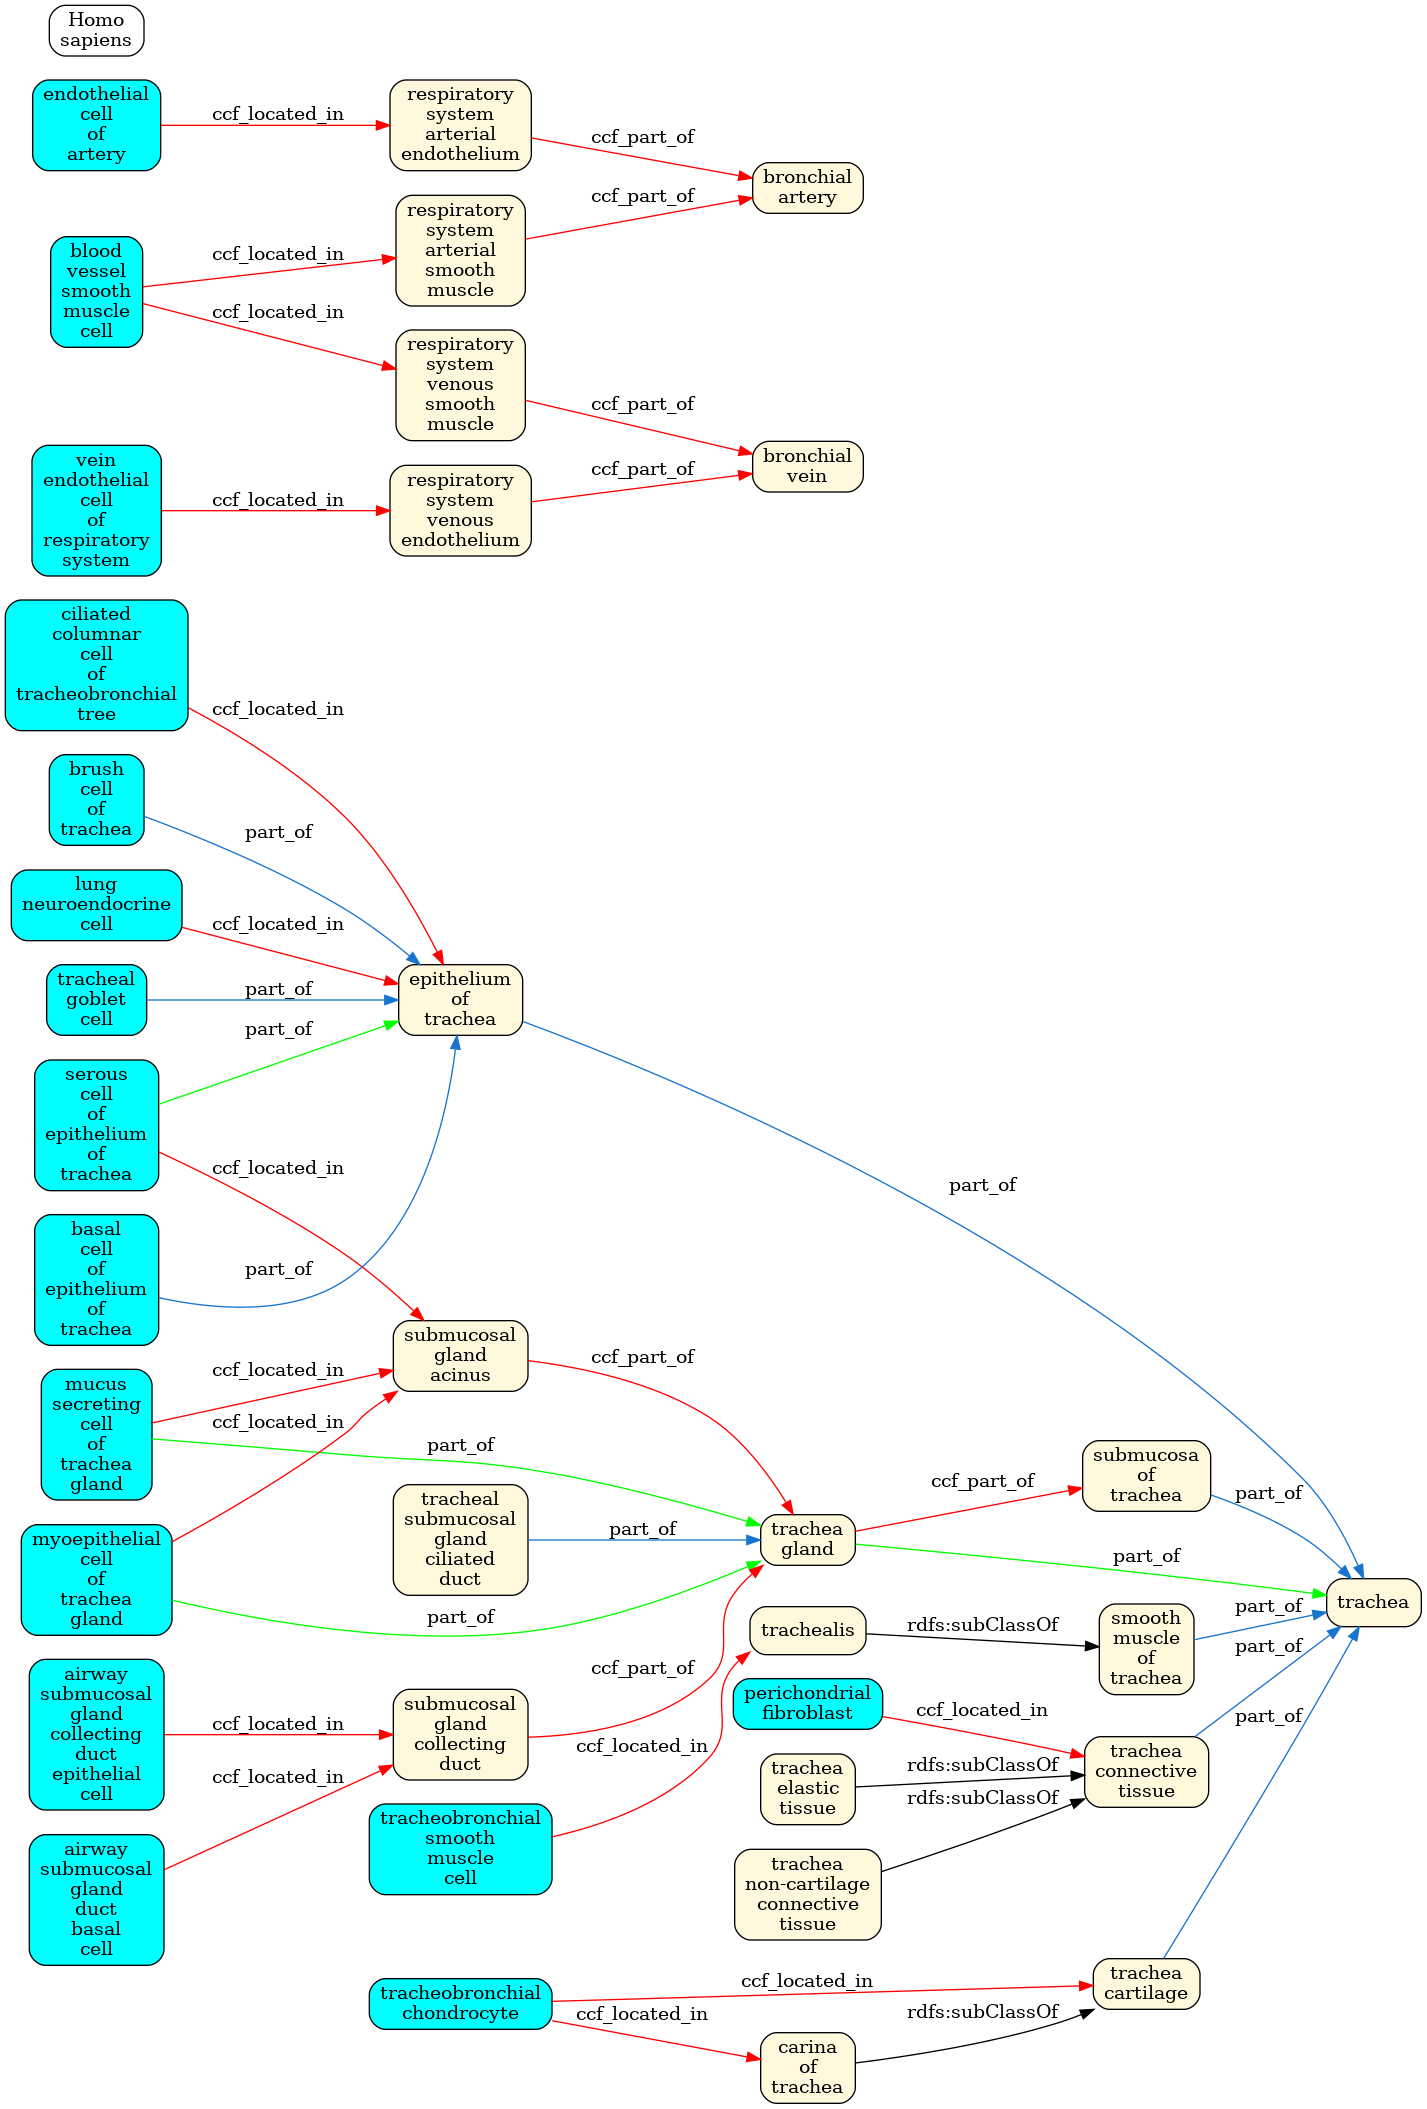 Homo
sapiens
endothelial
cell
of
artery
ccf_located_in
respiratory
system
arterial
endothelium
ccf_part_of
bronchial
artery
blood
vessel
smooth
muscle
cell
ccf_located_in
ccf_located_in
respiratory
system
arterial
smooth
muscle
ccf_part_of
respiratory
system
venous
smooth
muscle
ccf_part_of
bronchial
vein
vein
endothelial
cell
of
respiratory
system
ccf_located_in
respiratory
system
venous
endothelium
ccf_part_of
ciliated
columnar
cell
of
tracheobronchial
tree
ccf_located_in
brush
cell
of
trachea
part_of
lung
neuroendocrine
cell
ccf_located_in
tracheal
goblet
cell
part_of
epithelium
of
trachea
part_of
serous
cell
of
epithelium
of
trachea
part_of
ccf_located_in
basal
cell
of
epithelium
of
trachea
part_of
mucus
secreting
cell
of
trachea
gland
ccf_located_in
part_of
submucosal
gland
acinus
ccf_part_of
myoepithelial
cell
of
trachea
gland
ccf_located_in
part_of
tracheal
submucosal
gland
ciliated
duct
part_of
trachea
gland
ccf_part_of
part_of
submucosa
of
trachea
part_of
trachea
airway
submucosal
gland
collecting
duct
epithelial
cell
ccf_located_in
submucosal
gland
collecting
duct
ccf_part_of
airway
submucosal
gland
duct
basal
cell
ccf_located_in
tracheobronchial
smooth
muscle
cell
ccf_located_in
trachealis
rdfs:subClassOf
smooth
muscle
of
trachea
part_of
perichondrial
fibroblast
ccf_located_in
trachea
elastic
tissue
rdfs:subClassOf
trachea
non-cartilage
connective
tissue
rdfs:subClassOf
trachea
connective
tissue
part_of
tracheobronchial
chondrocyte
ccf_located_in
ccf_located_in
carina
of
trachea
rdfs:subClassOf
trachea
cartilage
part_of